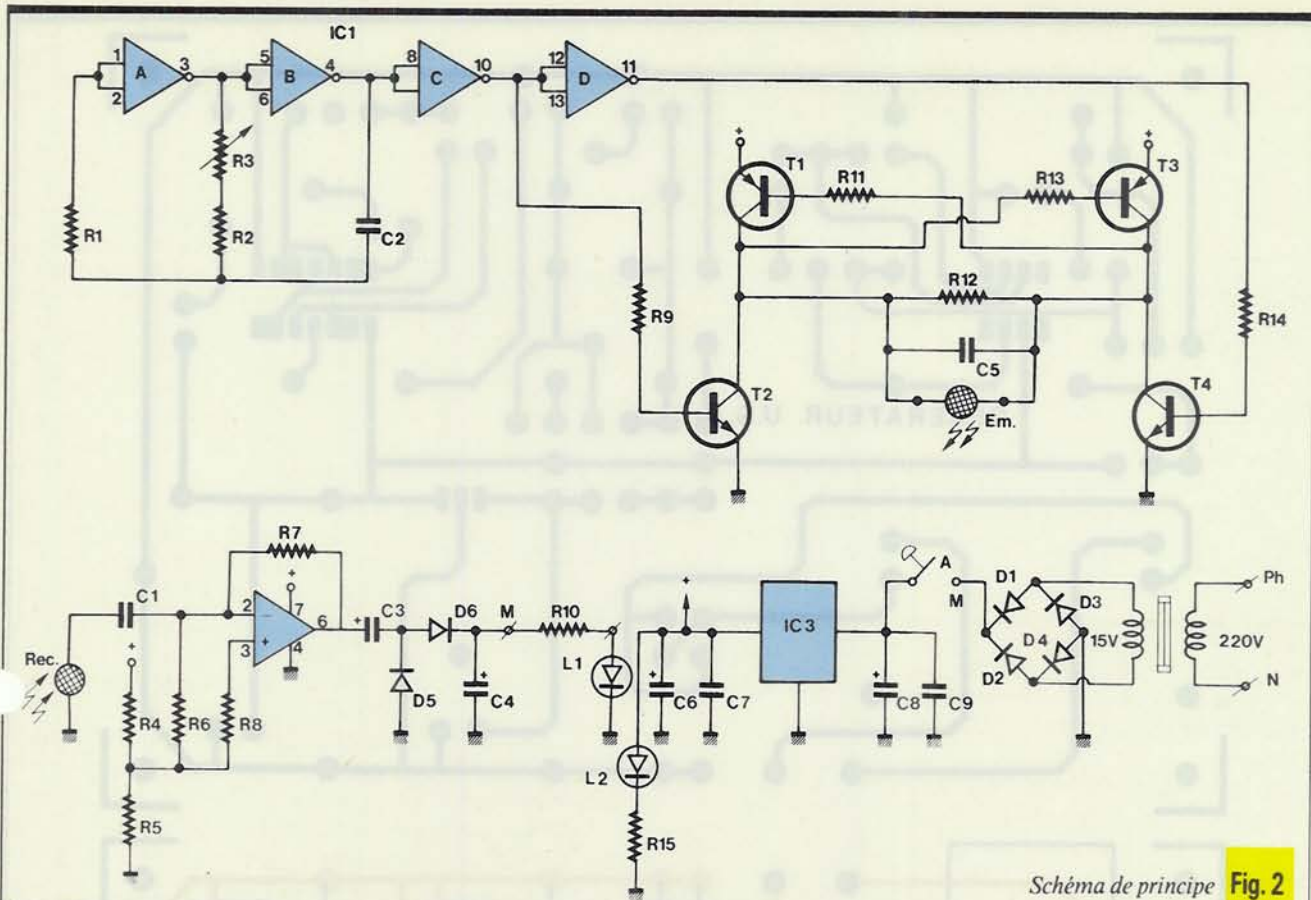 IC1
1
2
A
3
5
6
B
4
8
C
10
12
13
D
11
R3
R1
R2
C2
+
T1
R11
R13
+
T3
R9
R12
R14
C5
T2
Em.
T4
GENERATEUR U.S.
R7
+
C1
2
−
7
6
+
C3
D6
M
R10
+
IC3
A
M
D1
D3
Ph
3
+
4
Rec.
+
D5
+
C4
L1
+
C6
C7
+
C8
C9
D2
D4
15V
220V
N
R4
R6
R8
L2
R5
R15
Schéma de principe Fig. 2